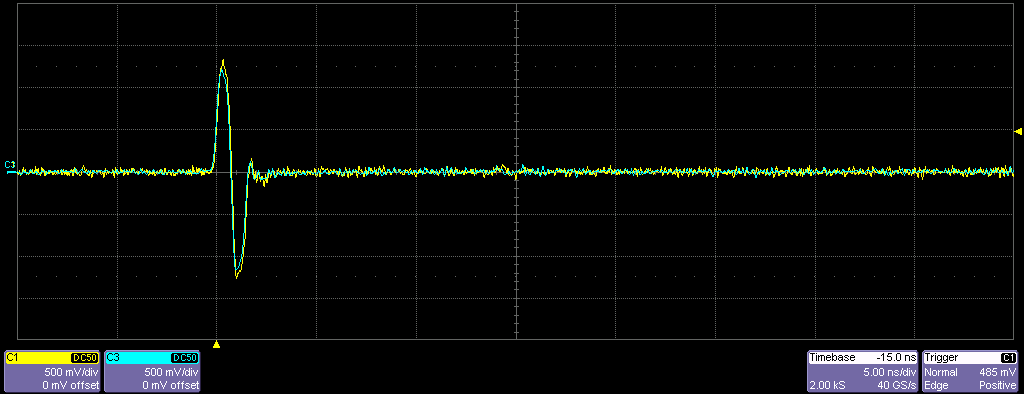 C3
C1 DC50
500 mV/div
0 mV offset
C3 DC50
500 mV/div
0 mV offset
Timebase -15.0 ns
5.00 ns/div
2.00 kS 40 GS/s
Trigger C1
Normal 485 mV
Edge Positive